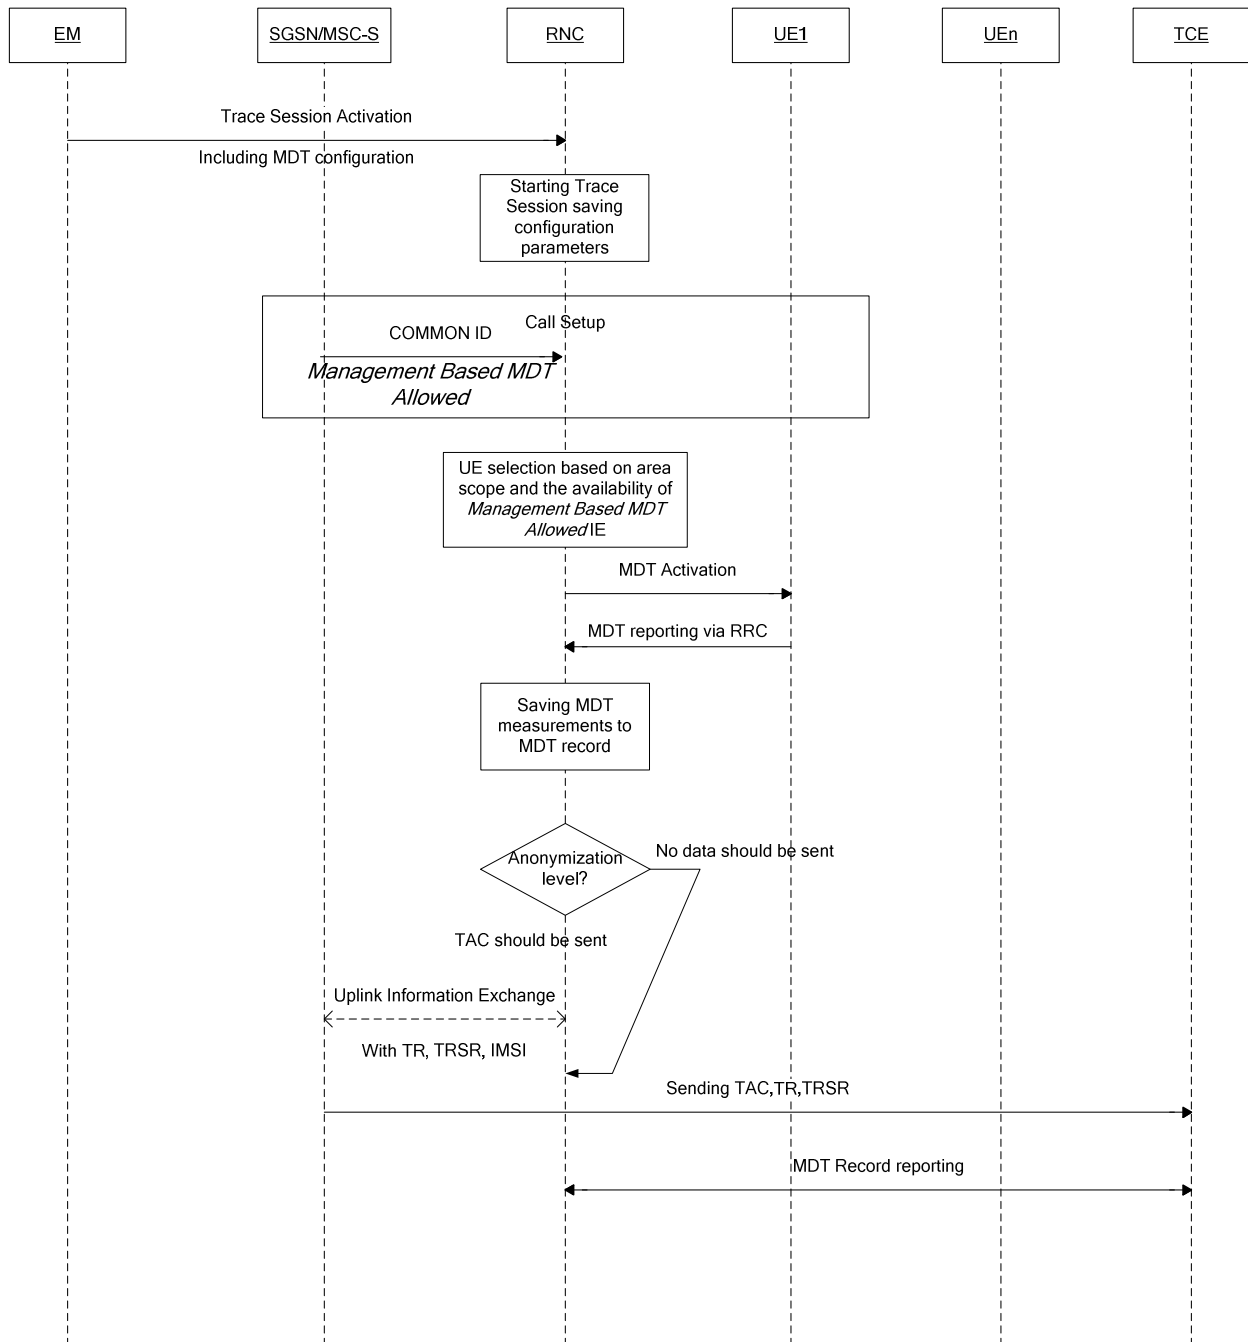 EM
SGSN/MSC-S
RNC
UE1
UEn
TCE
Trace Session Activation
Including MDT configuration
Starting Trace
Session saving
configuration
parameters
Call Setup
COMMON ID
Management Based MDT
Allowed
UE selection based on area
scope and the availability of
Management Based MDT
Allowed IE
MDT Activation
MDT reporting via RRC
Saving MDT
measurements to
MDT record
Anonymization
level?
No data should be sent
TAC should be sent
Uplink Information Exchange
With TR, TRSR, IMSI
Sending TAC,TR,TRSR
MDT Record reporting